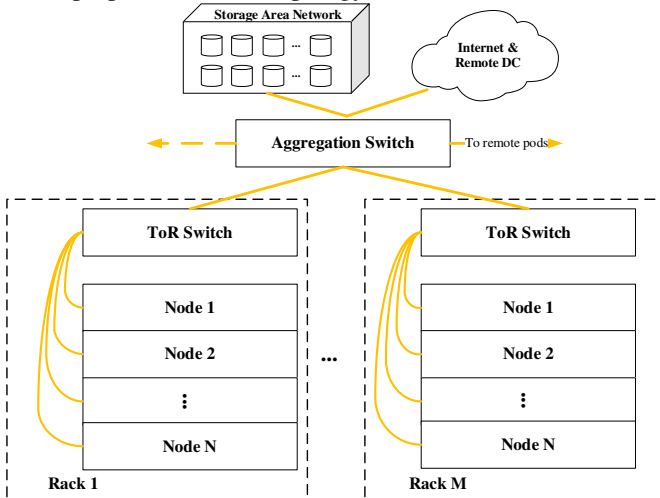 Storage Area Network
...
...
Internet &
Remote DC
Aggregation Switch
To remote pods
ToR Switch
Node 1
Node 2
⋮
Node N
Rack 1
...
ToR Switch
Node 1
Node 2
⋮
Node N
Rack M